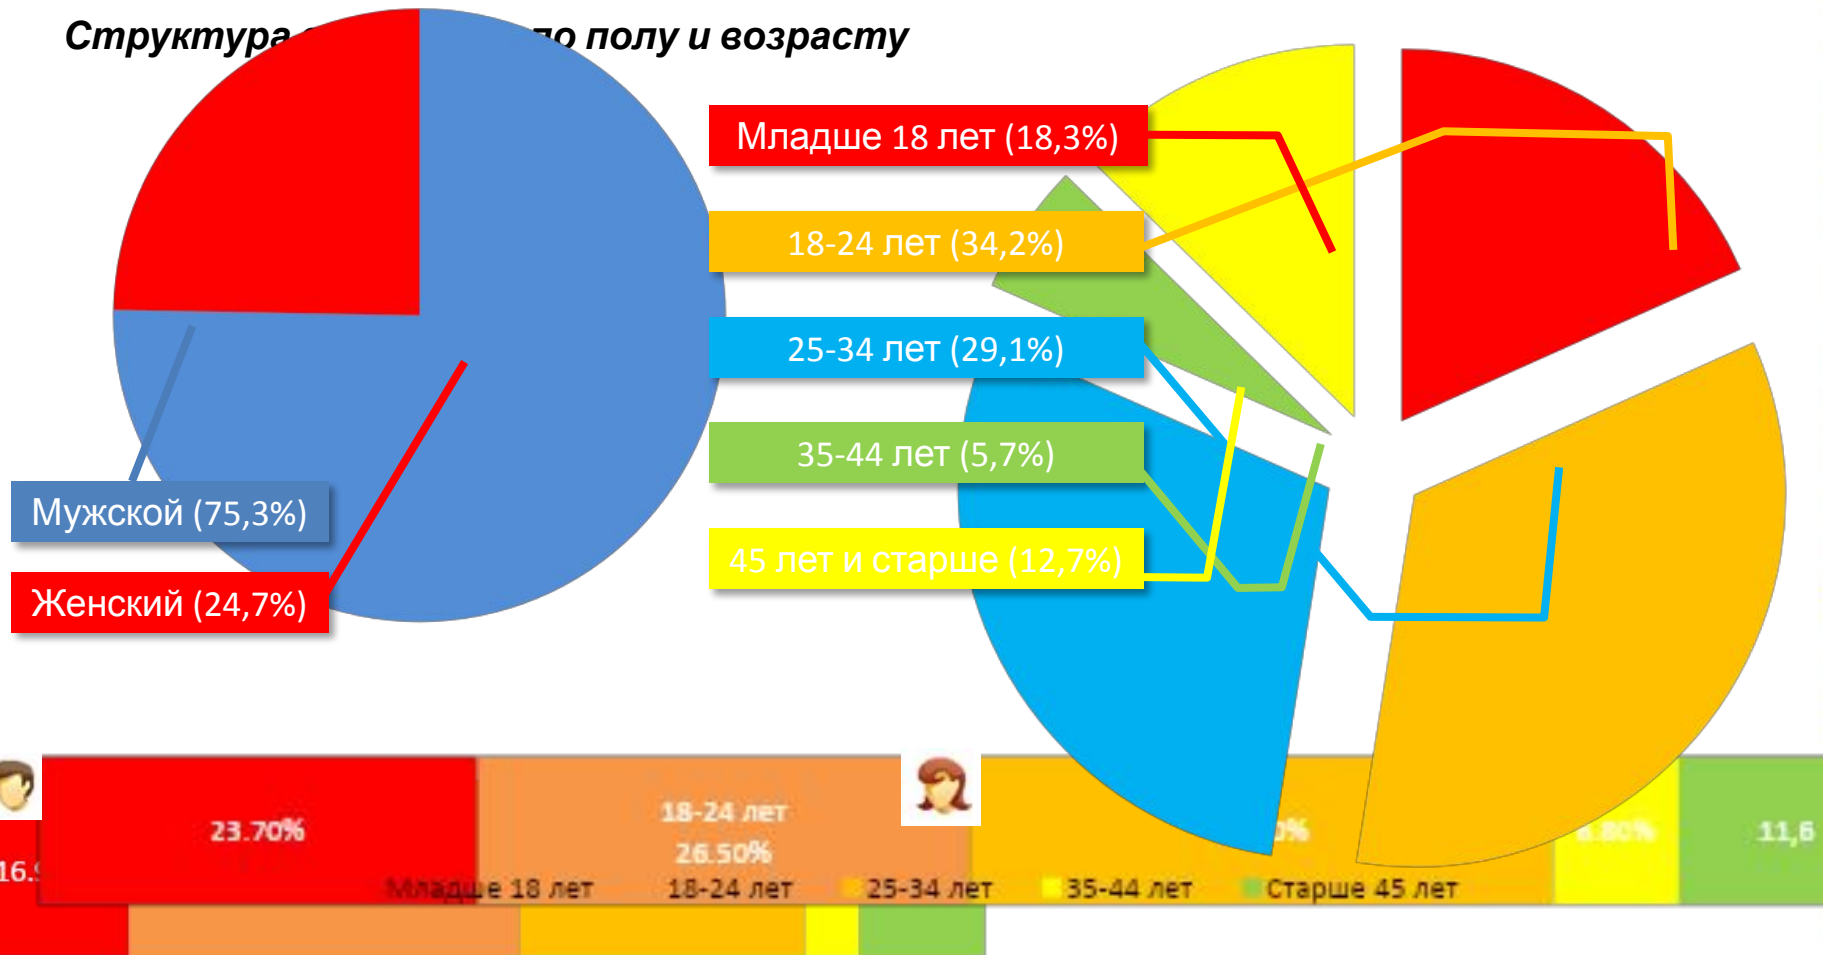 Структура по полу и возрасту
Младше 18 лет (18,3%)
18-24 лет (34,2%)
25-34 лет (29,1%)
35-44 лет (5,7%)
45 лет и старше (12,7%)
Мужской (75,3%)
Женский (24,7%)
23.70%
18-24 лет
26.50%
11,6
Младше 18 лет 18-24 лет 25-34 лет 35-44 лет Старше 45 лет